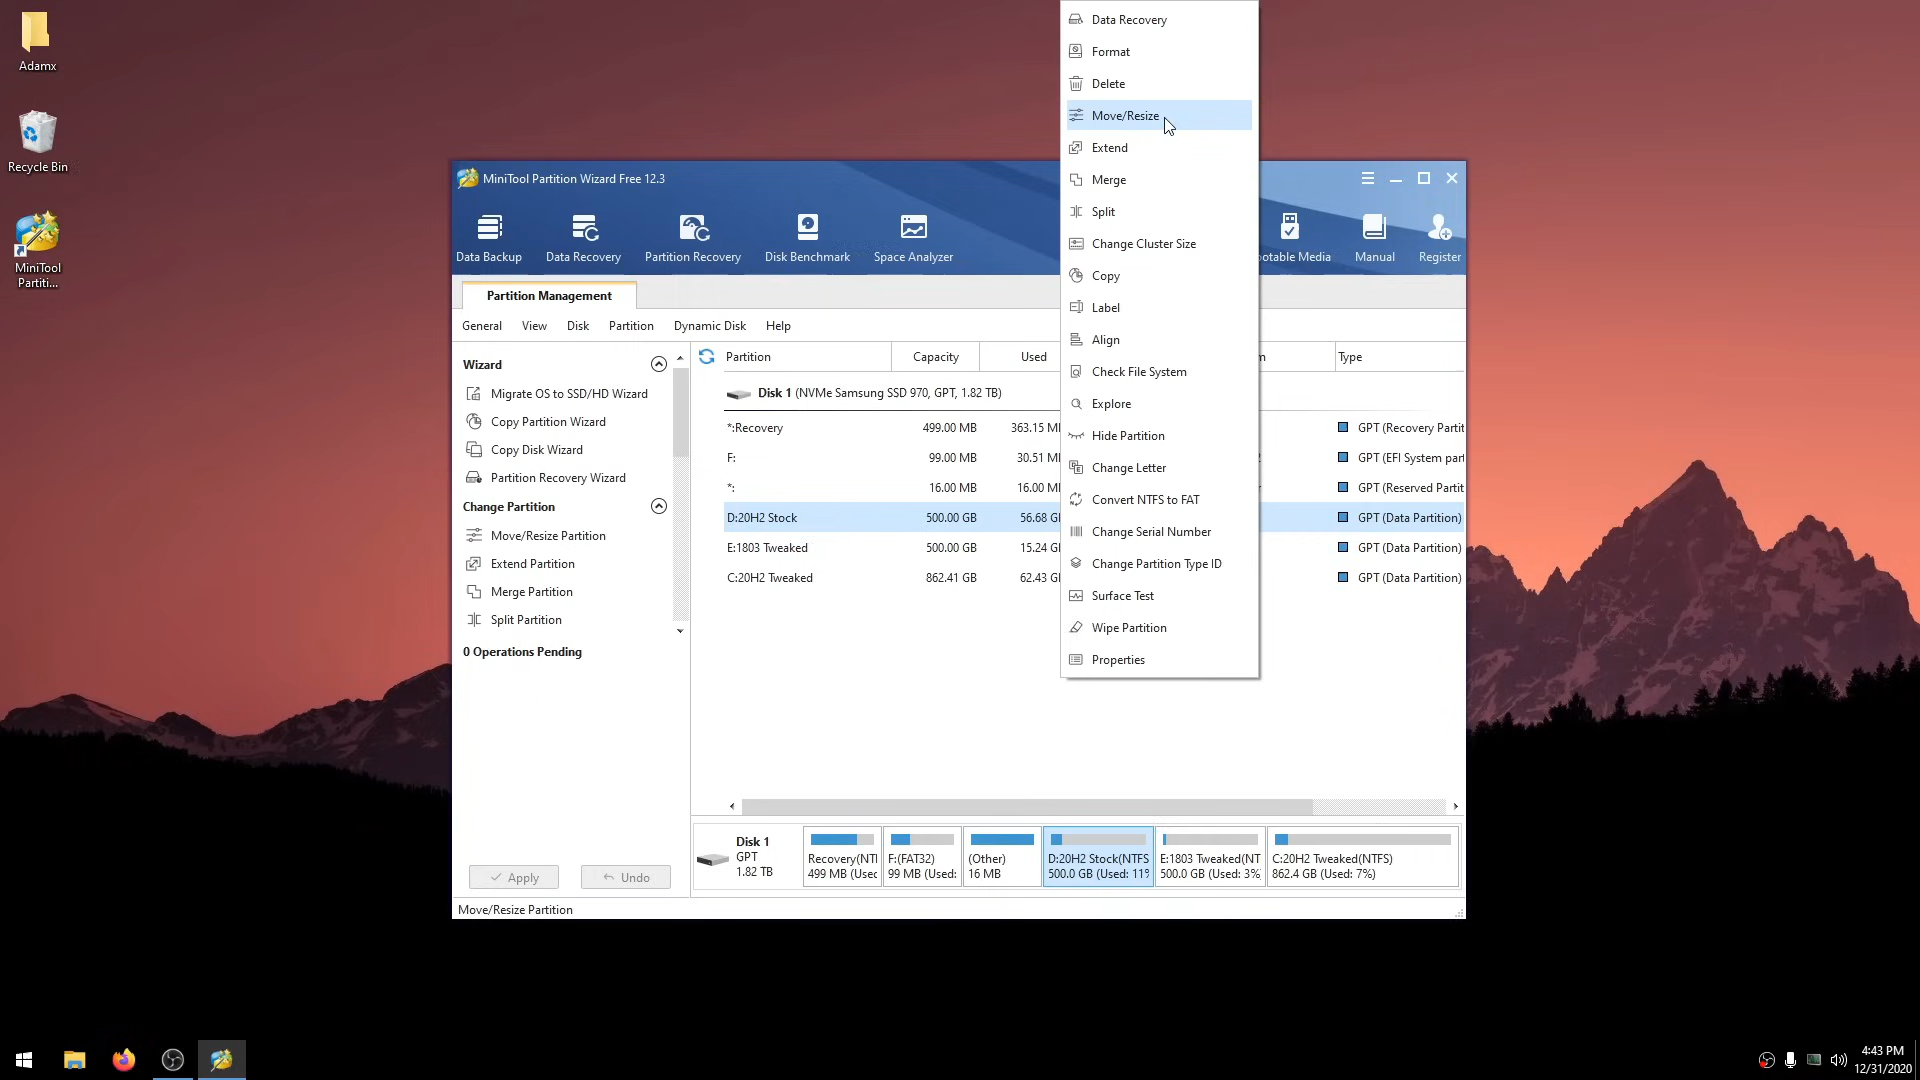 Adamx
Recycle Bin
MiniTool
Partiti...
MiniTool Partition Wizard Free 12.3
Data Backup
Data Recovery
Partition Recovery
Disk Benchmark
Space Analyzer
ootable Media
Manual
Register
Partition Management
General View Disk Partition Dynamic Disk Help
Wizard
Migrate OS to SSD/HD Wizard
Copy Partition Wizard
Copy Disk Wizard
Partition Recovery Wizard
Change Partition
Move/Resize Partition
Extend Partition
Merge Partition
Split Partition
0 Operations Pending
Apply
Undo
Move/Resize Partition
Partition Capacity Used Type
Disk 1 (NVMe Samsung SSD 970, GPT, 1.82 TB)
*:Recovery 499.00 MB 363.15 M GPT (Recovery Partit
F: 99.00 MB 30.51 M GPT (EFI System part
*: 16.00 MB 16.00 M GPT (Reserved Partit
D:20H2 Stock 500.00 GB 56.68 G GPT (Data Partition)
E:1803 Tweaked 500.00 GB 15.24 G GPT (Data Partition)
C:20H2 Tweaked 862.41 GB 62.43 G GPT (Data Partition)
Data Recovery
Format
Delete
Move/Resize
Extend
Merge
Split
Change Cluster Size
Copy
Label
Align
Check File System
Explore
Hide Partition
Change Letter
Convert NTFS to FAT
Change Serial Number
Change Partition Type ID
Surface Test
Wipe Partition
Properties
Disk 1
GPT
1.82 TB
Recovery(NTI
499 MB (Used
F:(FAT32)
99 MB (Used:
(Other)
16 MB
D:20H2 Stock(NTFS
500.0 GB (Used: 11%
E:1803 Tweaked(NT
500.0 GB (Used: 3%
C:20H2 Tweaked(NTFS)
862.4 GB (Used: 7%)
4:43 PM
12/31/2020